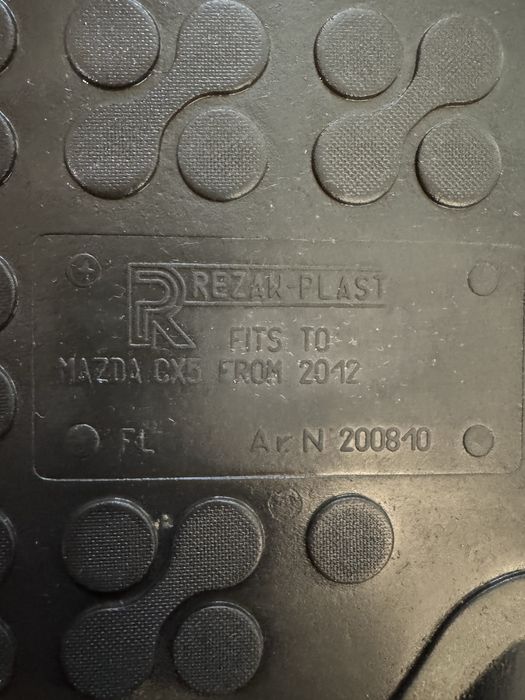 REZAW-PLAST
FITS TO
MAZDA CX5 FROM 2012
FL Ar N 200810